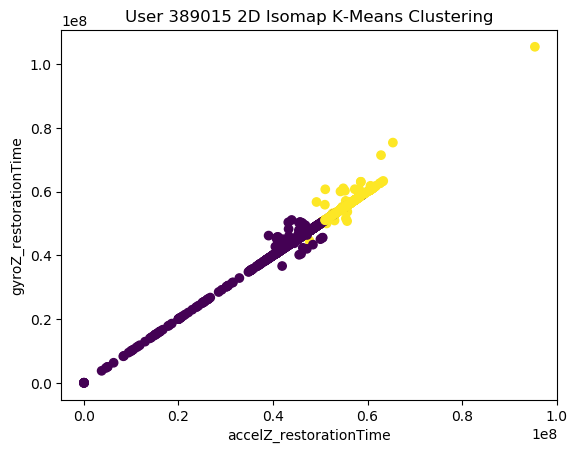 User 389015 2D Isomap K-Means Clustering
1e8
1.0
0.8
0.6
0.4
0.2
0.0
gyroZ_restorationTime
0.0 0.2 0.4 0.6 0.8 1.0
1e8
accelZ_restorationTime